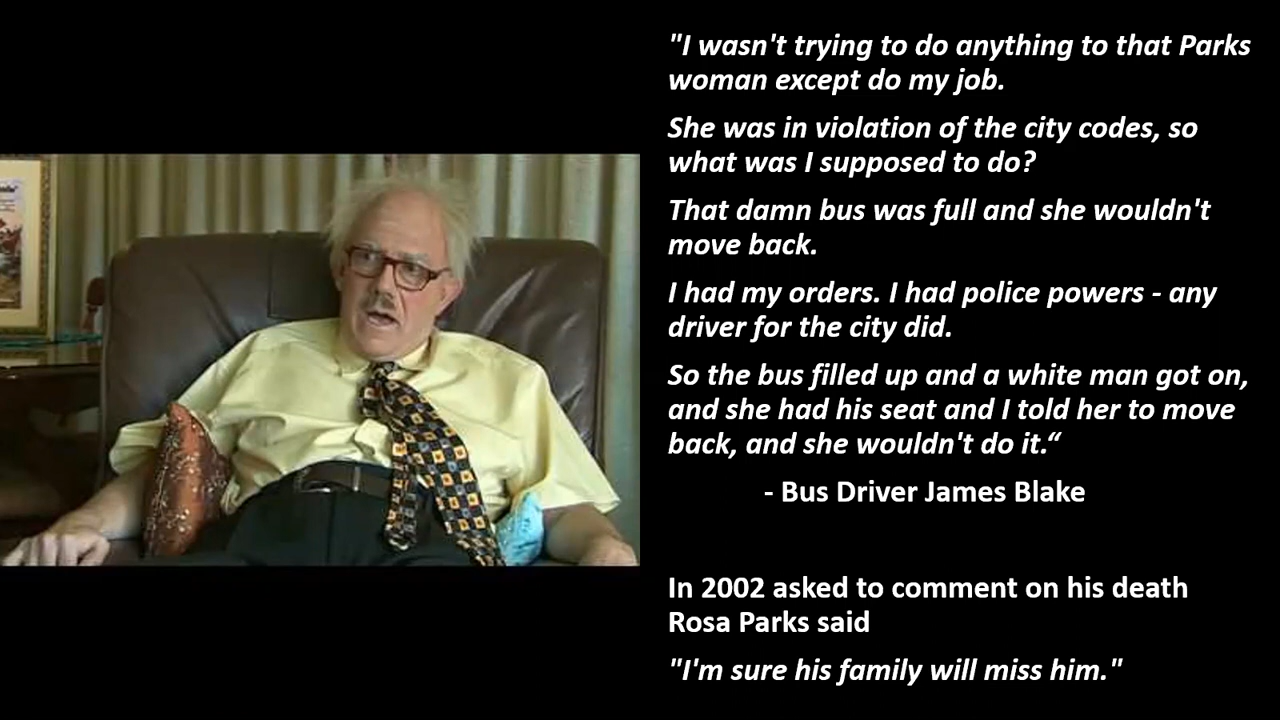 "I wasn't trying to do anything to that Parks
woman except do my job.
She was in violation of the city codes, so
what was I supposed to do?
That damn bus was full and she wouldn't
move back.
I had my orders. I had police powers - any
driver for the city did.
So the bus filled up and a white man got on,
and she had his seat and I told her to move
back, and she wouldn't do it.“
- Bus Driver James Blake
In 2002 asked to comment on his death
Rosa Parks said
"I'm sure his family will miss him."